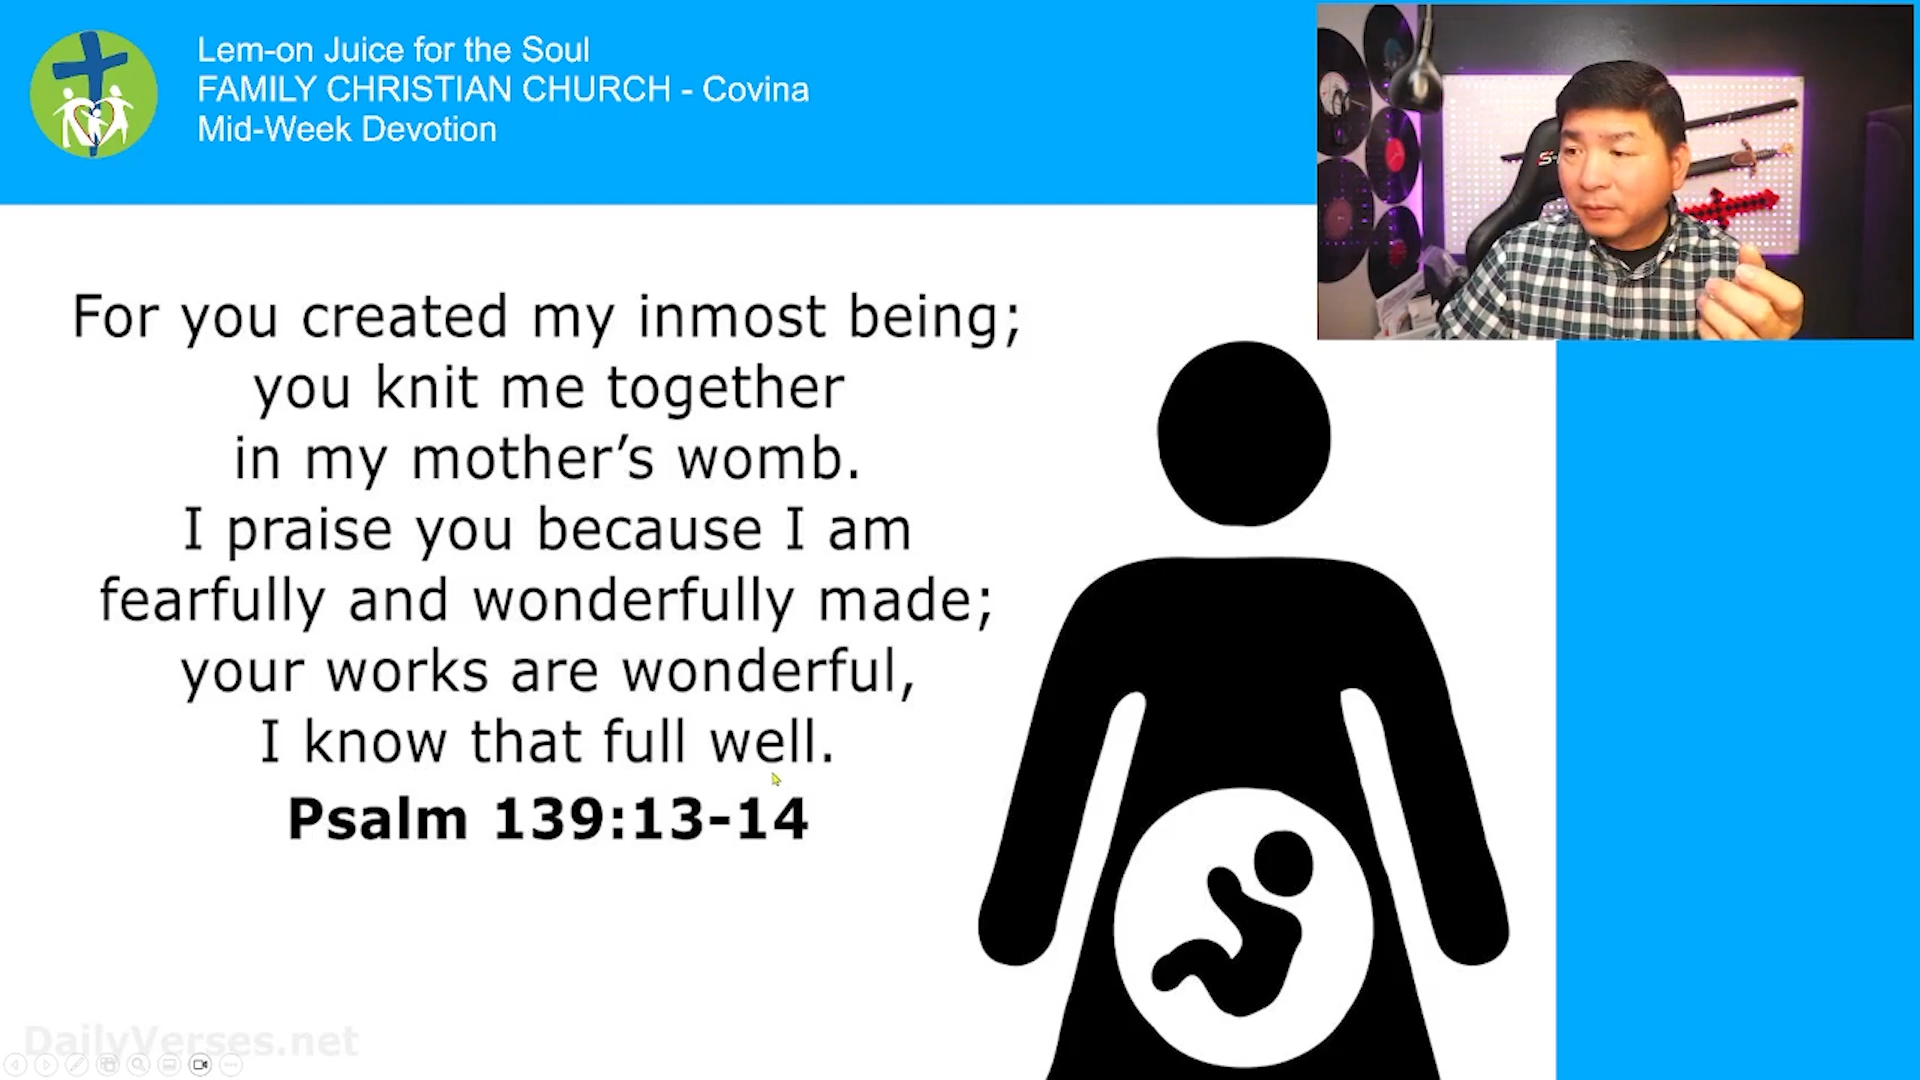 Lem-on Juice for the Soul
FAMILY CHRISTIAN CHURCH - Covina
Mid-Week Devotion
For you created my inmost being;
you knit me together
in my mother’s womb.
I praise you because I am
fearfully and wonderfully made;
your works are wonderful,
I know that full well.
Psalm 139:13-14
DailyVerses.net